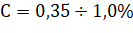 C = 0,35 ÷ 1,0%